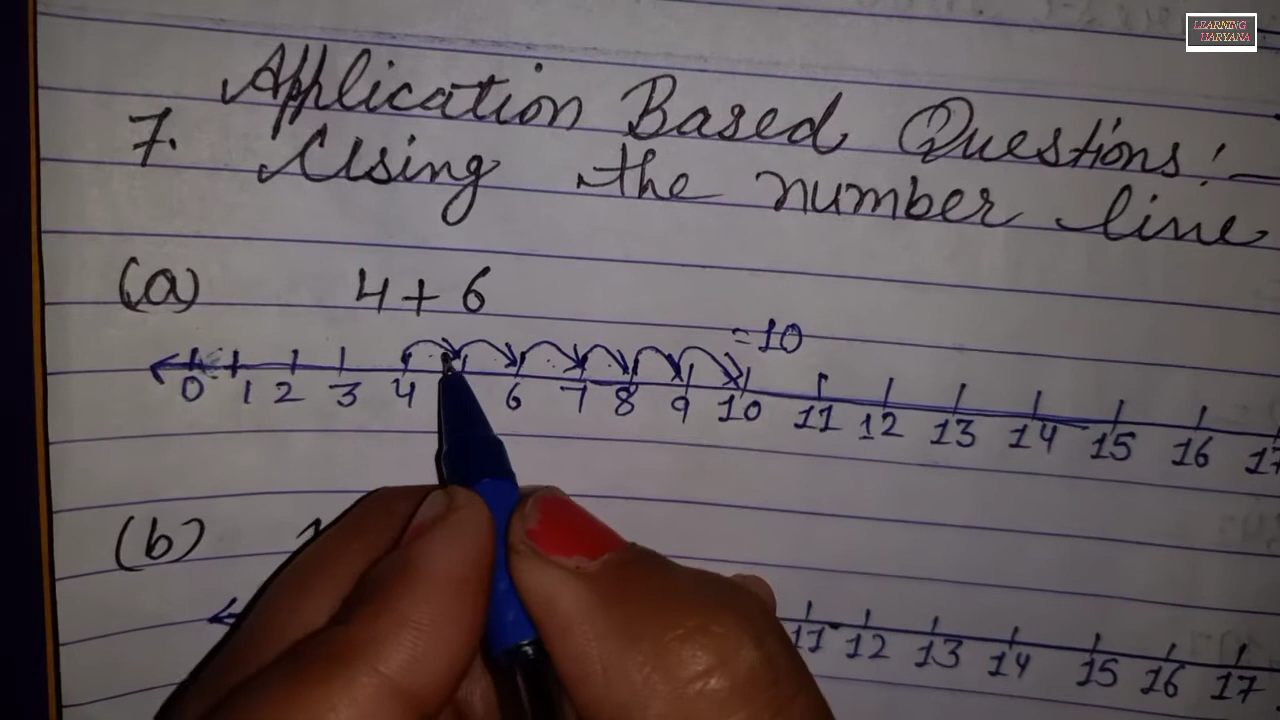 LEARNING
HARYANA
Application Based Questions:-
7. Using the number line
(a) 4+6
=10
0 1 2 3 4 6 7 8 9 10 11 12 13 14 15 16 17
(b)
11 12 13 14 15 16 17